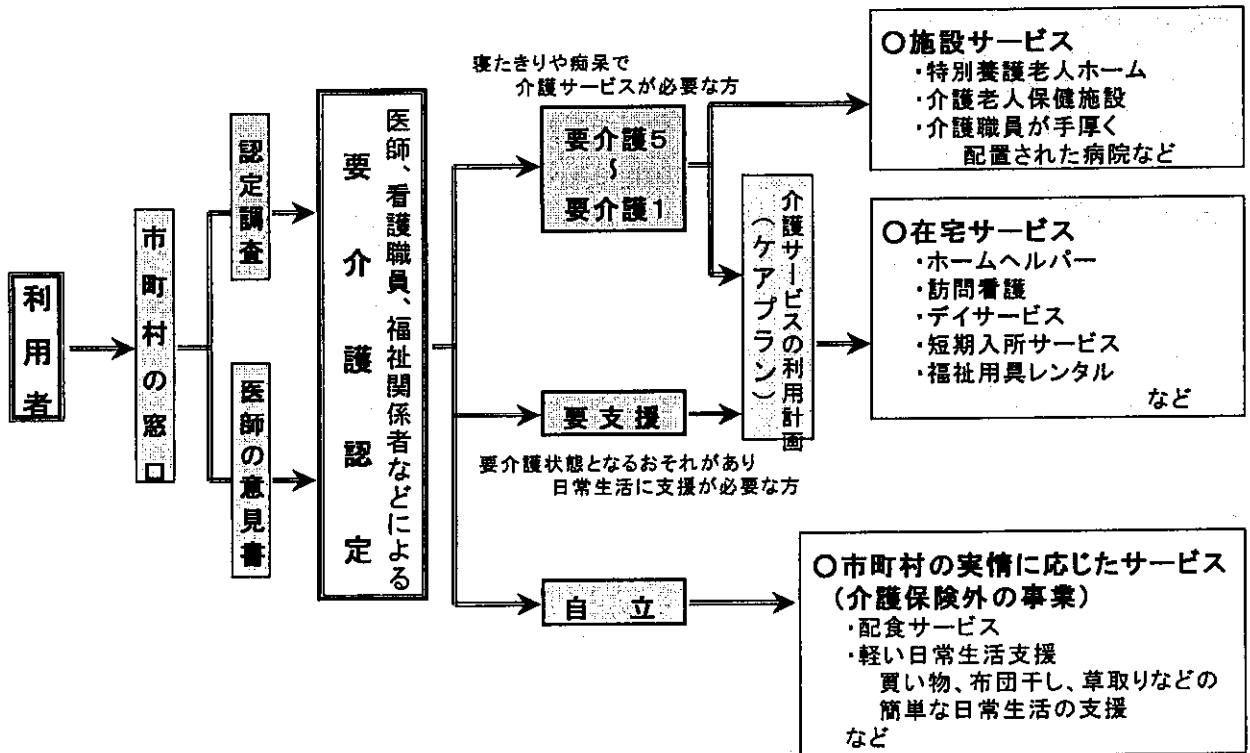 利用者
市町村の窓口
認定調査
医師の意見書
医師、看護職員、福祉関係者などによる
要介護認定
寝たきりや痴呆で
介護サービスが必要な方
要介護5
〜
要介護1
要支援
要介護状態となるおそれがあり
日常生活に支援が必要な方
自立
介護サービスの利用計画
(ケアプラン)
○施設サービス
・特別養護老人ホーム
・介護老人保健施設
・介護職員が手厚く
配置された病院など
○在宅サービス
・ホームヘルパー
・訪問看護
・デイサービス
・短期入所サービス
・福祉用具レンタル
など
○市町村の実情に応じたサービス
(介護保険外の事業)
・配食サービス
・軽い日常生活支援
買い物、布団干し、草取りなどの
簡単な日常生活の支援
など